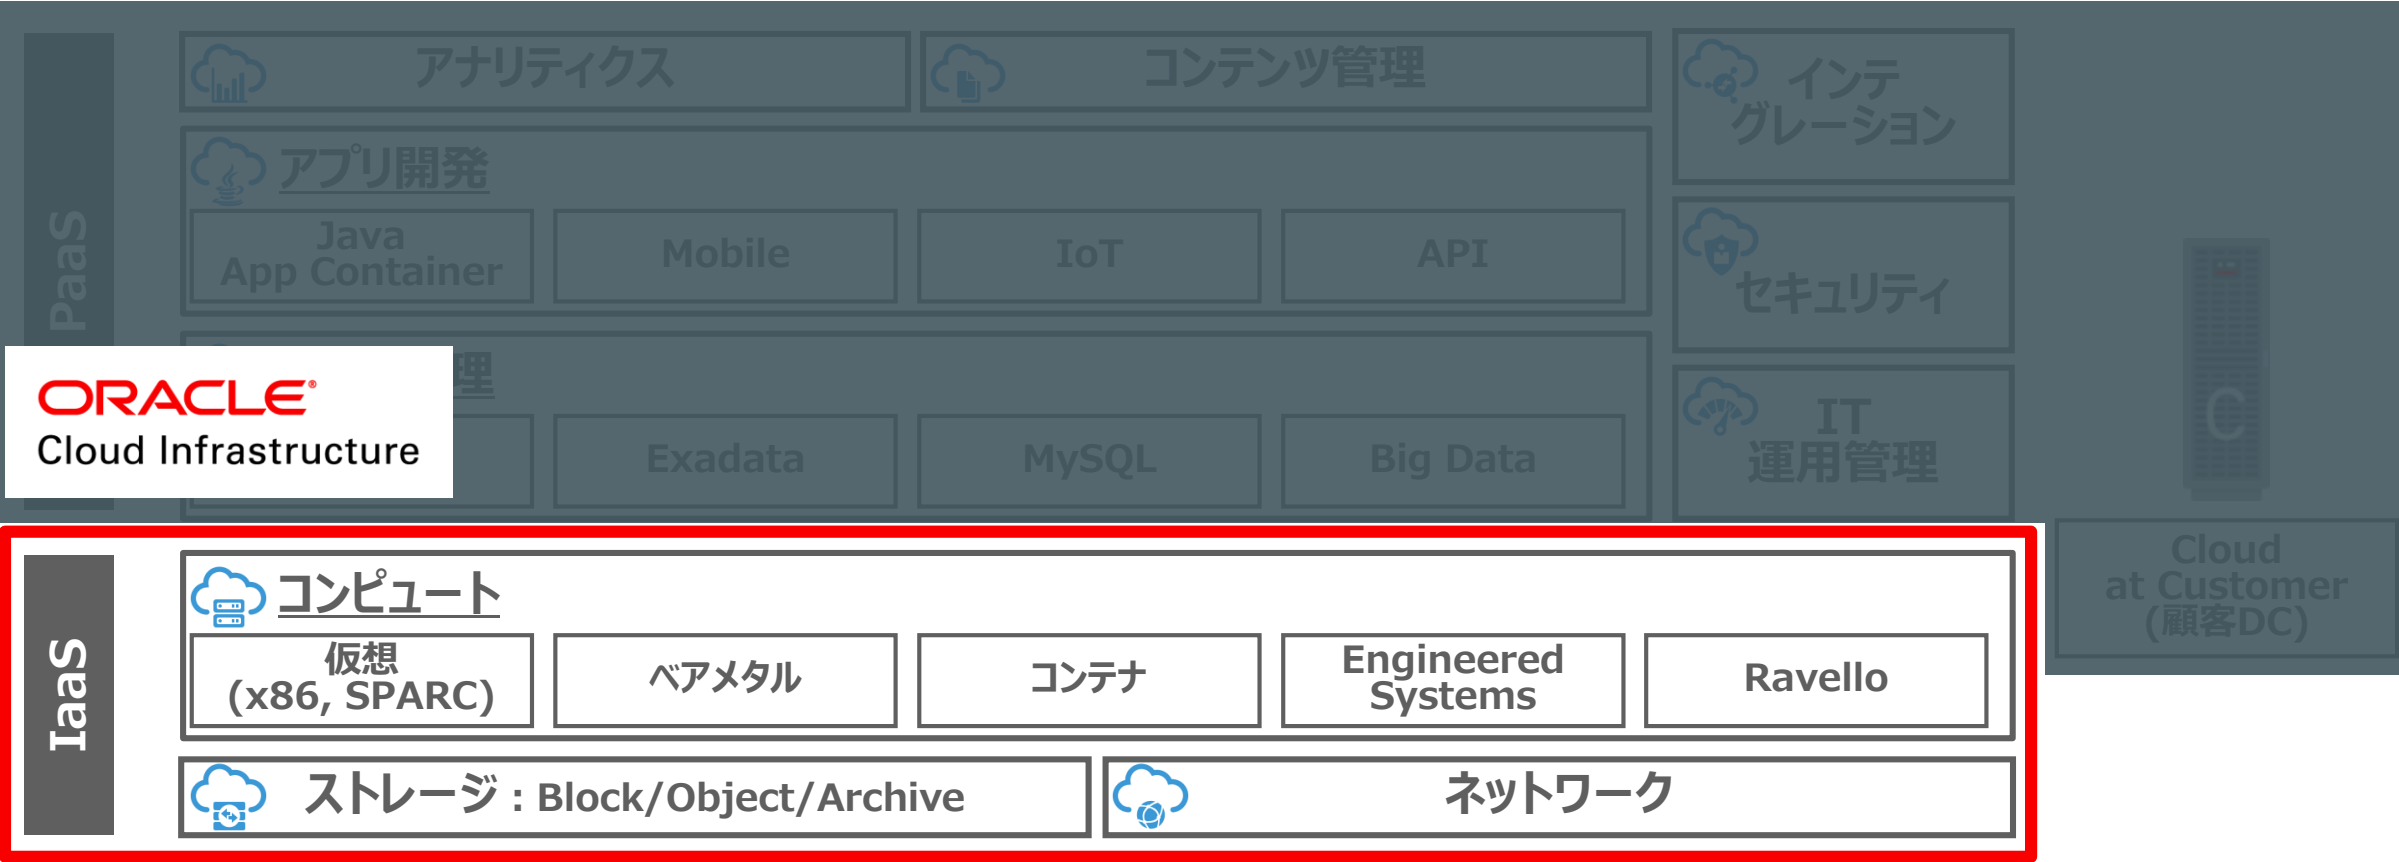 PaaS
アナリティクス
コンテンツ管理
インテ
グレーション
アプリ開発
Java
App Container
Mobile
IoT
API
セキュリティ
理
ORACLE®
Cloud Infrastructure
Exadata
MySQL
Big Data
IT
運用管理
C
Cloud
at Customer
(顧客DC)
IaaS
コンピュート
仮想
(x86, SPARC)
ベアメタル
コンテナ
Engineered
Systems
Ravello
ストレージ : Block/Object/Archive
ネットワーク